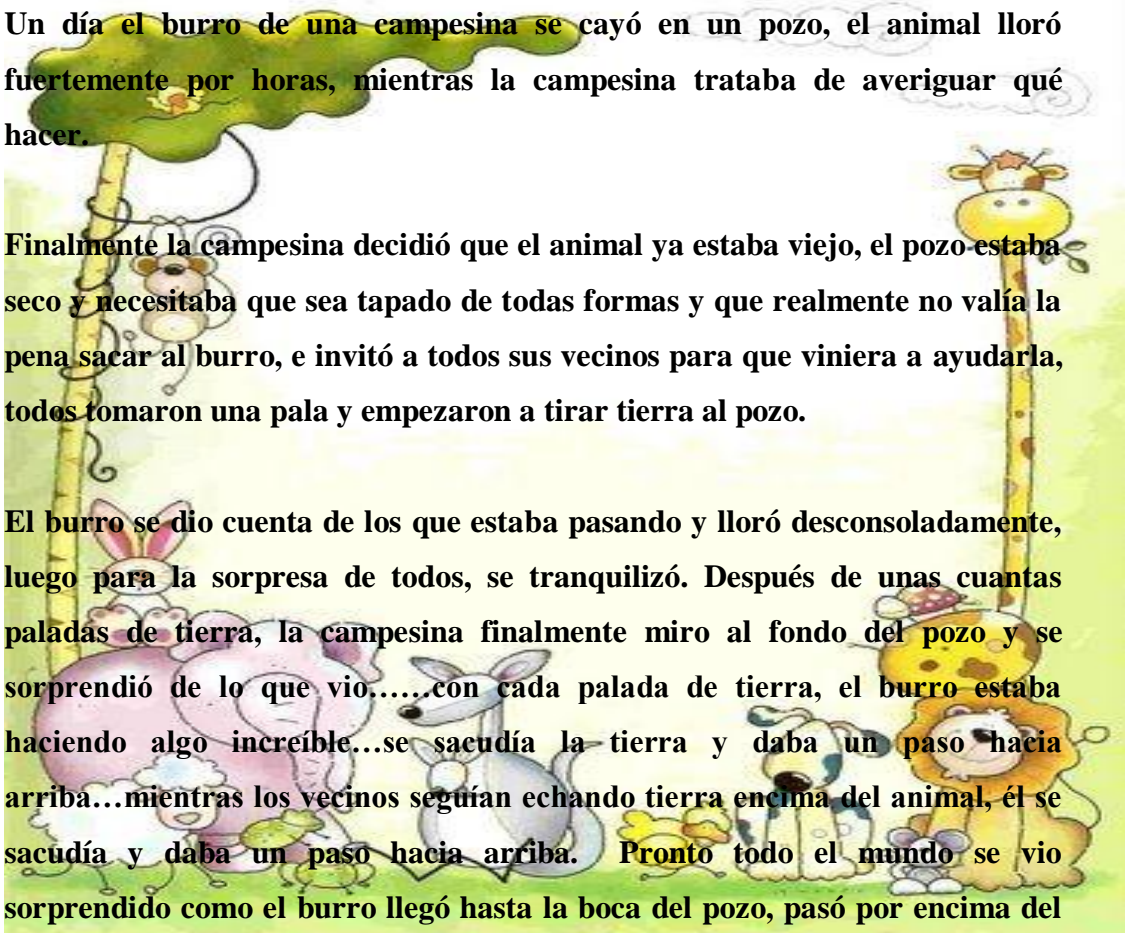 Un día el burro de una campesina se cayó en un pozo, el animal lloró
fuertemente por horas, mientras la campesina trataba de averiguar qué
hacer.
Finalmente la campesina decidió que el animal ya estaba viejo, el pozo estaba
seco y necesitaba que sea tapado de todas formas y que realmente no valía la
pena sacar al burro, e invitó a todos sus vecinos para que viniera a ayudarla,
todos tomaron una pala y empezaron a tirar tierra al pozo.
El burro se dio cuenta de los que estaba pasando y lloró desconsoladamente,
luego para la sorpresa de todos, se tranquilizó. Después de unas cuantas
paladas de tierra, la campesina finalmente miro al fondo del pozo y se
sorprendió de lo que vio……con cada palada de tierra, el burro estaba
haciendo algo increíble…se sacudía la tierra y daba un paso hacia
arriba…mientras los vecinos seguían echando tierra encima del animal, él se
sacudía y daba un paso hacia arriba. Pronto todo el mundo se vio
sorprendido como el burro llegó hasta la boca del pozo, pasó por encima del